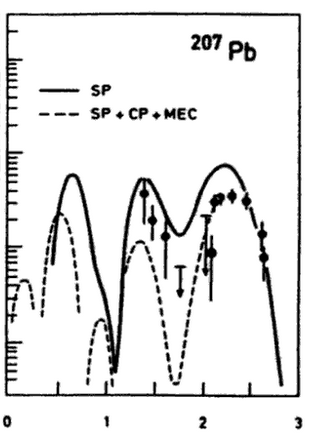 207 Pb
SP
SP + CP + MEC
0 1 2 3